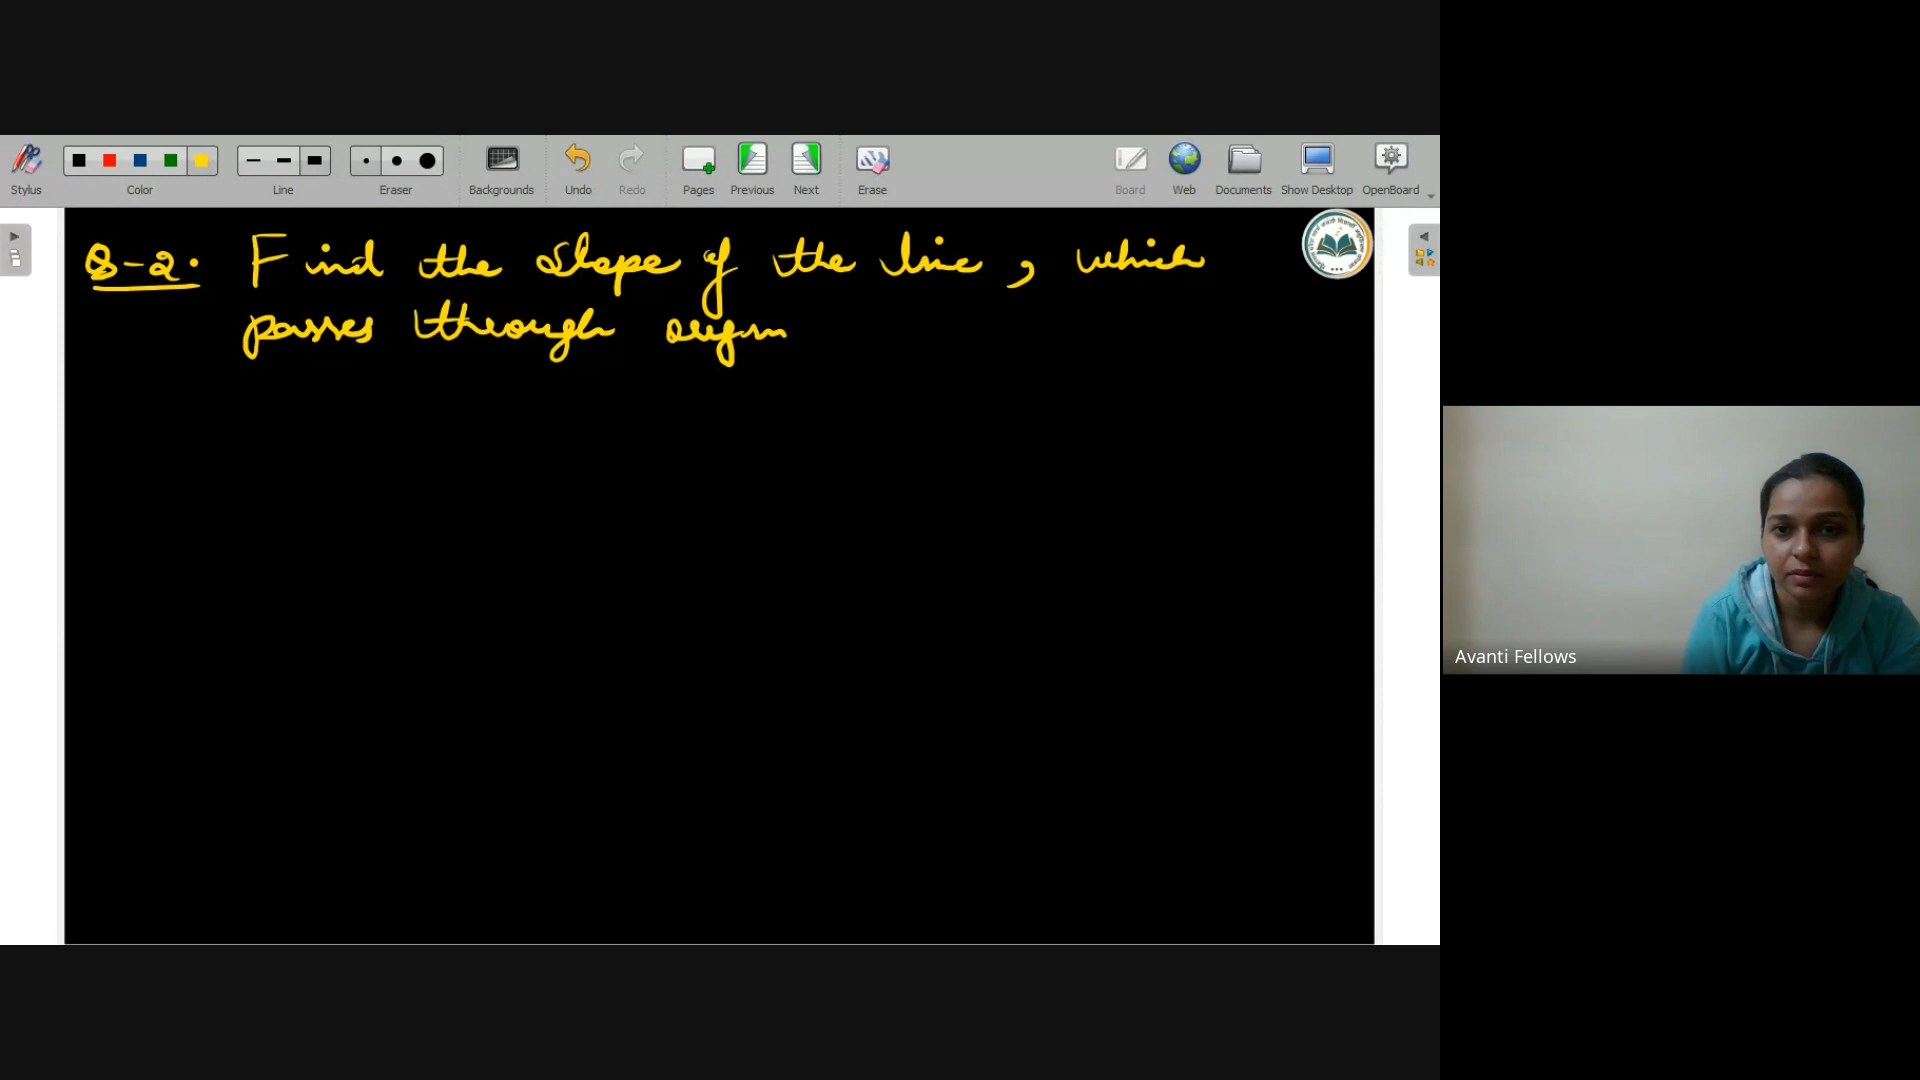 Stylus
Color
Line
Eraser
Backgrounds
Undo
Redo
Pages
Previous
Next
Erase
Board
Web
Documents
Show Desktop
OpenBoard
Q-2. Find the slope of the line, which
passes through origin
Avanti Fellows